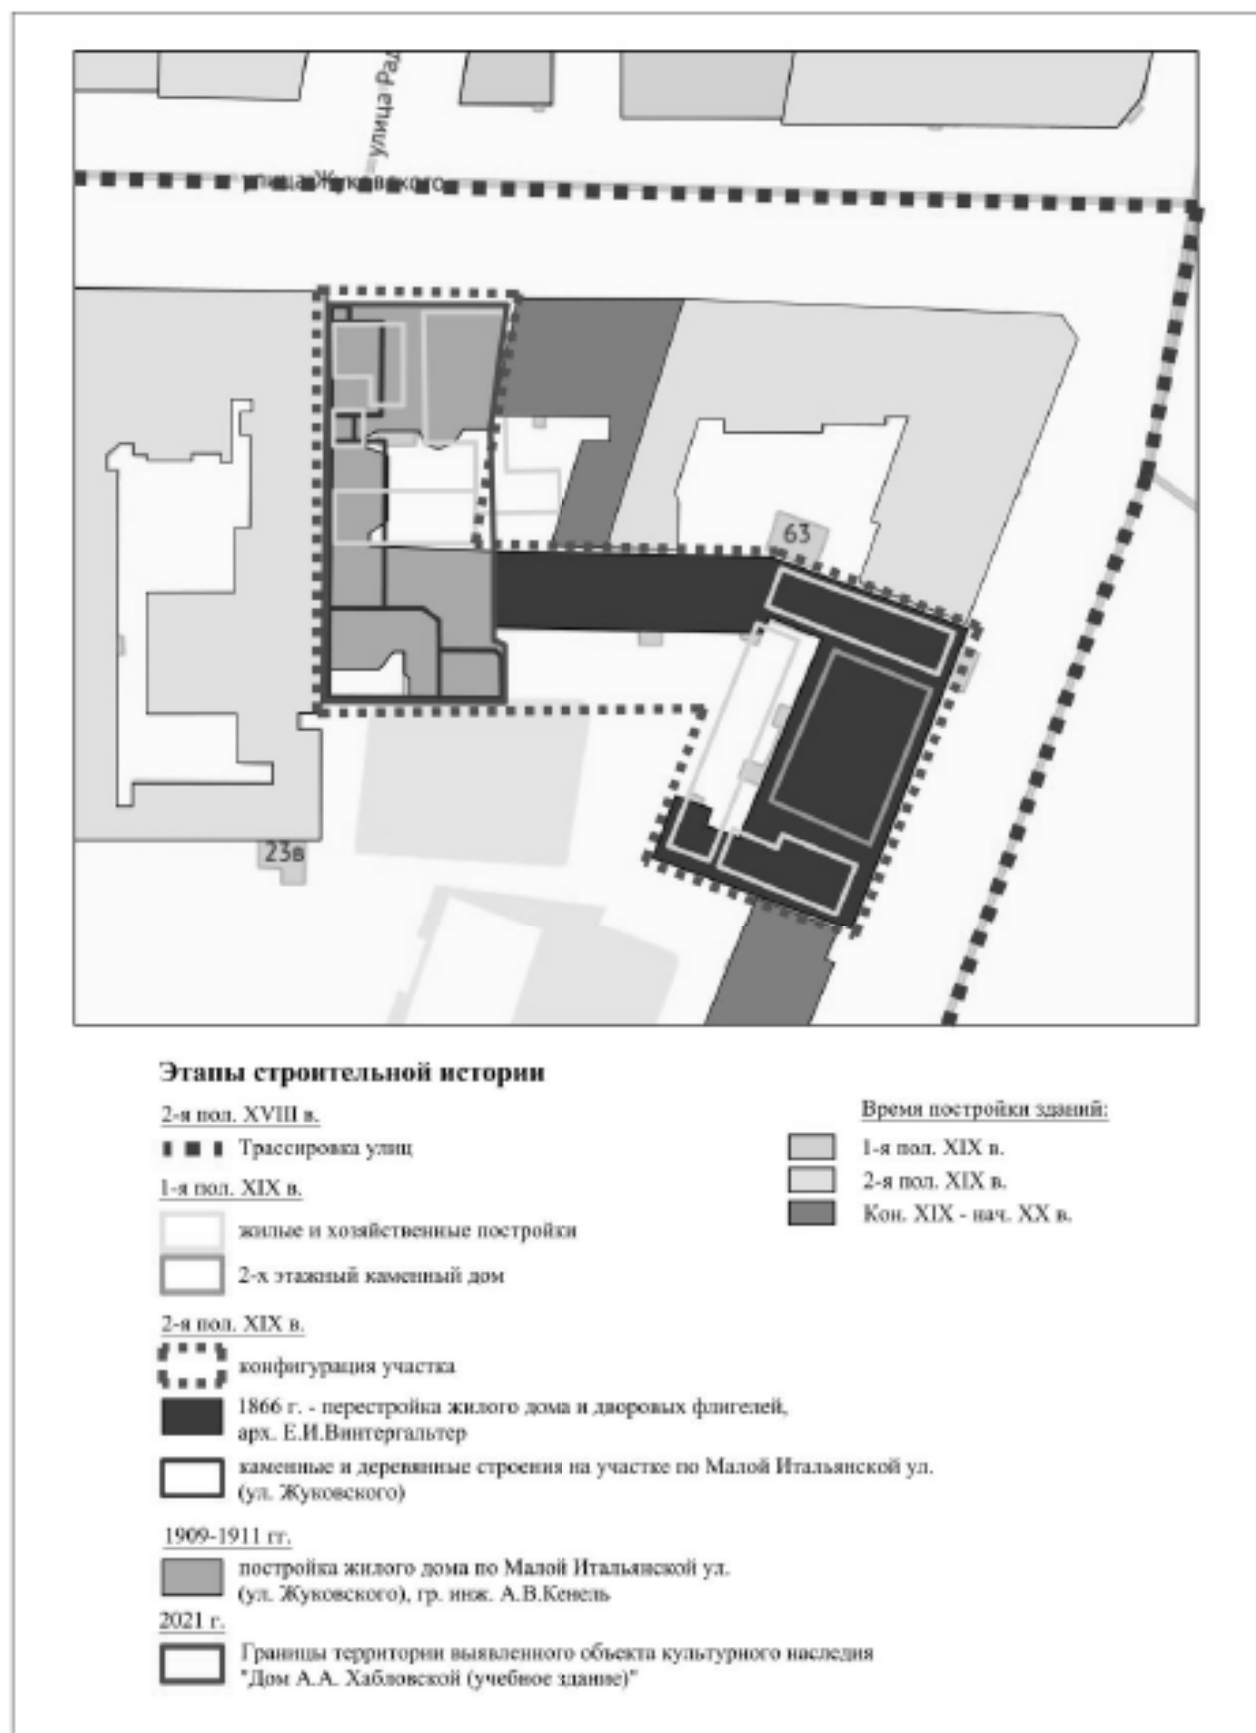 улица Рад
улица Жуковского
63
23в
Этапы строительной истории
2-я пол. XVIII в.
Трассировка улиц
1-я пол. XIX в.
жилые и хозяйственные постройки
2-х этажный каменный дом
2-я пол. XIX в.
конфигурация участка
1866 г. - перестройка жилого дома и дворовых флигелей,
арх. Е.И.Винтергальтер
каменные и деревянные строения на участке по Малой Итальянской ул.
(ул. Жуковского)
1909-1911 гг.
постройка жилого дома по Малой Итальянской ул.
(ул. Жуковского), гр. инж. А.В.Кенель
2021 г.
Границы территории выявленного объекта культурного наследия
"Дом А.А. Хабловской (учебное здание)"
Время постройки зданий:
1-я пол. XIX в.
2-я пол. XIX в.
Кон. XIX - нач. XX в.